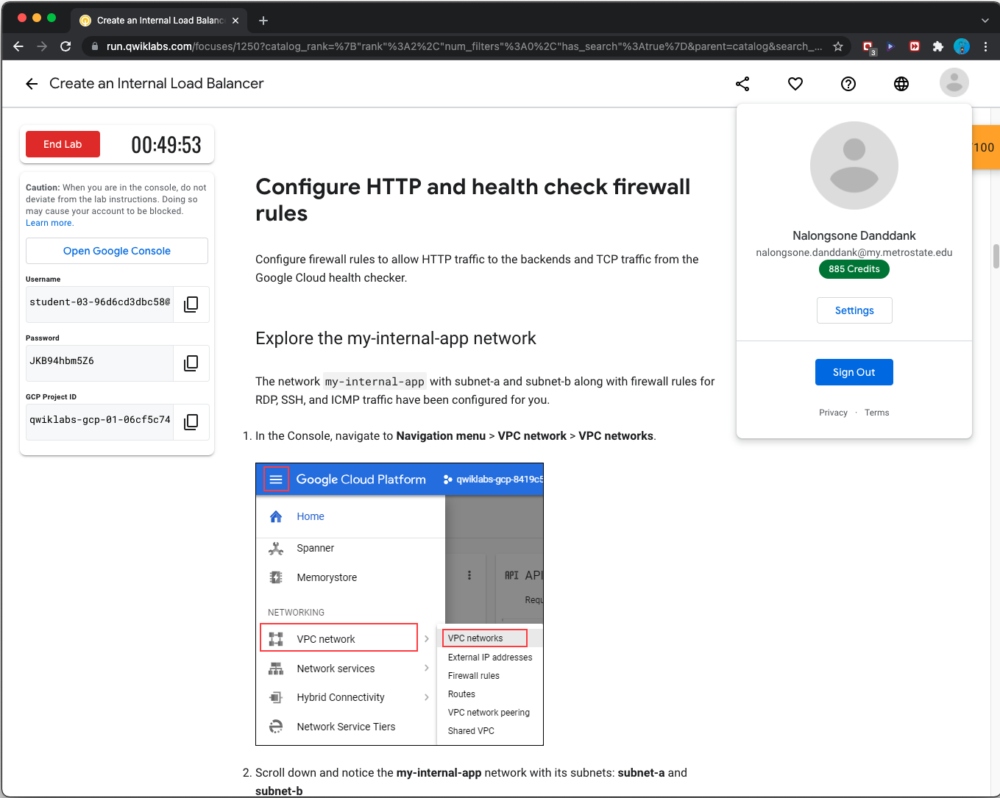 Create an Internal Load Balanc
run.qwiklabs.com/focuses/1250?catalog_rank=%7B"rank"%3A2%2C"num_filters"%3A0%2C"has_search"%3Atrue%7D&parent=catalog&search_...
3
Create an Internal Load Balancer
End Lab
00:49:53
/100
Caution: When you are in the console, do not
deviate from the lab instructions. Doing so
may cause your account to be blocked.
Learn more.
Open Google Console
Username
student-03-96d6cd3dbc58@
Password
JKB94hbm5Z6
GCP Project ID
qwiklabs-gcp-01-06cf5c74
Configure HTTP and health check firewall
rules
Configure firewall rules to allow HTTP traffic to the backends and TCP traffic from the
Google Cloud health checker.
Explore the my-internal-app network
The network my-internal-app with subnet-a and subnet-b along with firewall rules for
RDP, SSH, and ICMP traffic have been configured for you.
1. In the Console, navigate to Navigation menu > VPC network > VPC networks.
Google Cloud Platform
qwiklabs-gcp-8419c5
Home
Spanner
Memorystore
NETWORKING
VPC network
Network services
Hybrid Connectivity
Network Service Tiers
API
API
Requ
VPC networks
External IP addresses
Firewall rules
Routes
VPC network peering
Shared VPC
2. Scroll down and notice the my-internal-app network with its subnets: subnet-a and
subnet-b
Nalongsone Danddank
nalongsone.danddank@my.metrostate.edu
885 Credits
Settings
Sign Out
Privacy · Terms